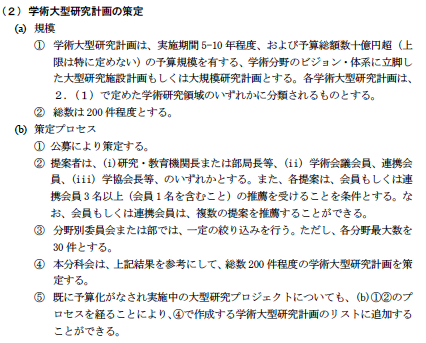 （２）学術大型研究計画の策定
(a) 規模
① 学術大型研究計画は、実施期間 5-10 年程度、および予算総額数十億円超（上
限は特に定めない）の予算規模を有する、学術分野のビジョン・体系に立脚し
た大型研究施設計画もしくは大規模研究計画とする。各学術大型研究計画は、
２．（１）で定めた学術研究領域のいずれかに分類されるものとする。
② 総数は 200 件程度とする。
(b) 策定プロセス
① 公募により策定する。
② 提案者は、(i)研究・教育機関長または部局長等、(ii) 学術会議会員、連携会
員、(iii) 学協会長等、のいずれかとする。また、各提案は、会員もしくは連
携会員 3 名以上（会員 1 名を含むこと）の推薦を受けることを条件とする。な
お、会員もしくは連携会員は、複数の提案を推薦することができる。
③ 分野別委員会または部では、一定の絞り込みを行う。ただし、各分野最大数を
30 件とする。
④ 本分科会は、上記結果を参考にして、総数 200 件程度の学術大型研究計画を策
定する。
⑤ 既に予算化がなされ実施中の大型研究プロジェクトについても、(b)①②のプ
ロセスを経ることにより、④で作成する学術大型研究計画のリストに追加する
ことができる。